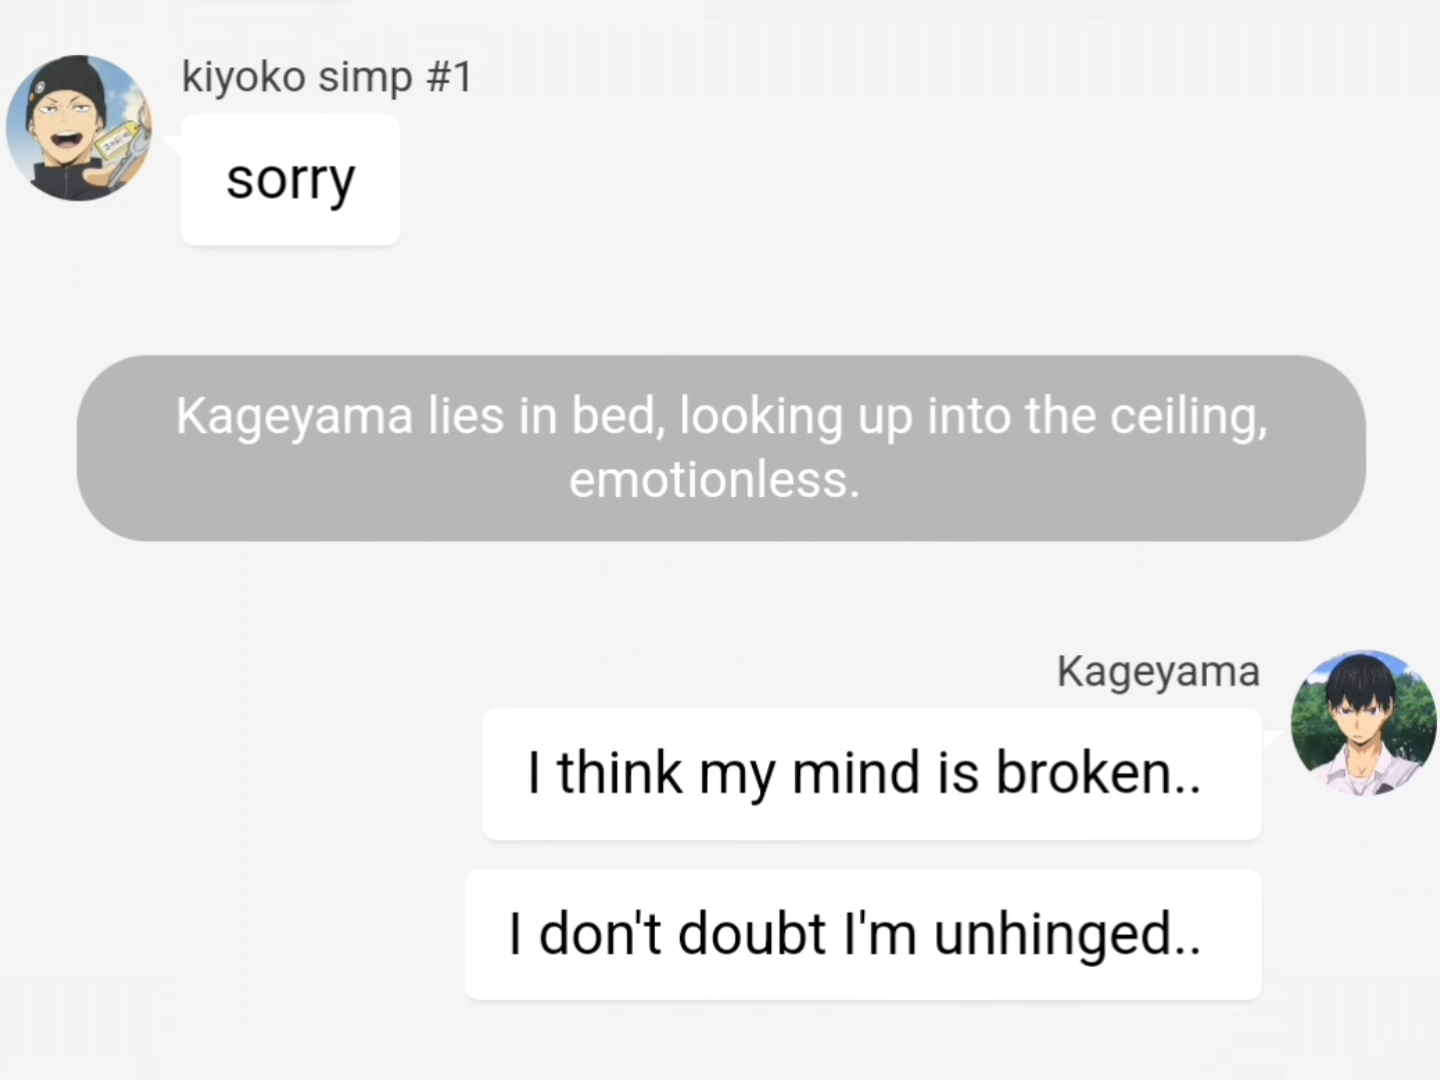 kiyoko simp #1
sorry
Kageyama lies in bed, looking up into the ceiling,
emotionless.
Kageyama
I think my mind is broken..
I don't doubt I'm unhinged..